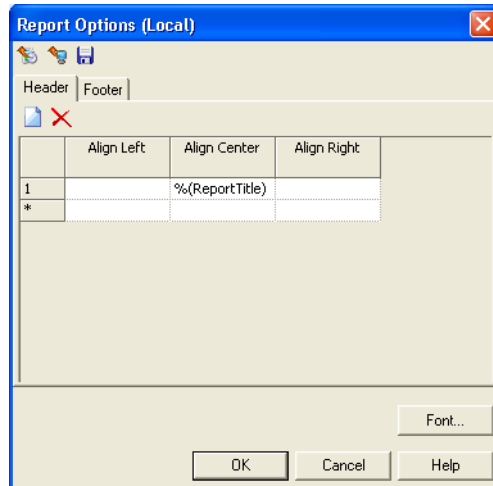 Report Options (Local)
Header Footer
Align Left Align Center Align Right
1 %(ReportTitle)
*
Font...
OK Cancel Help